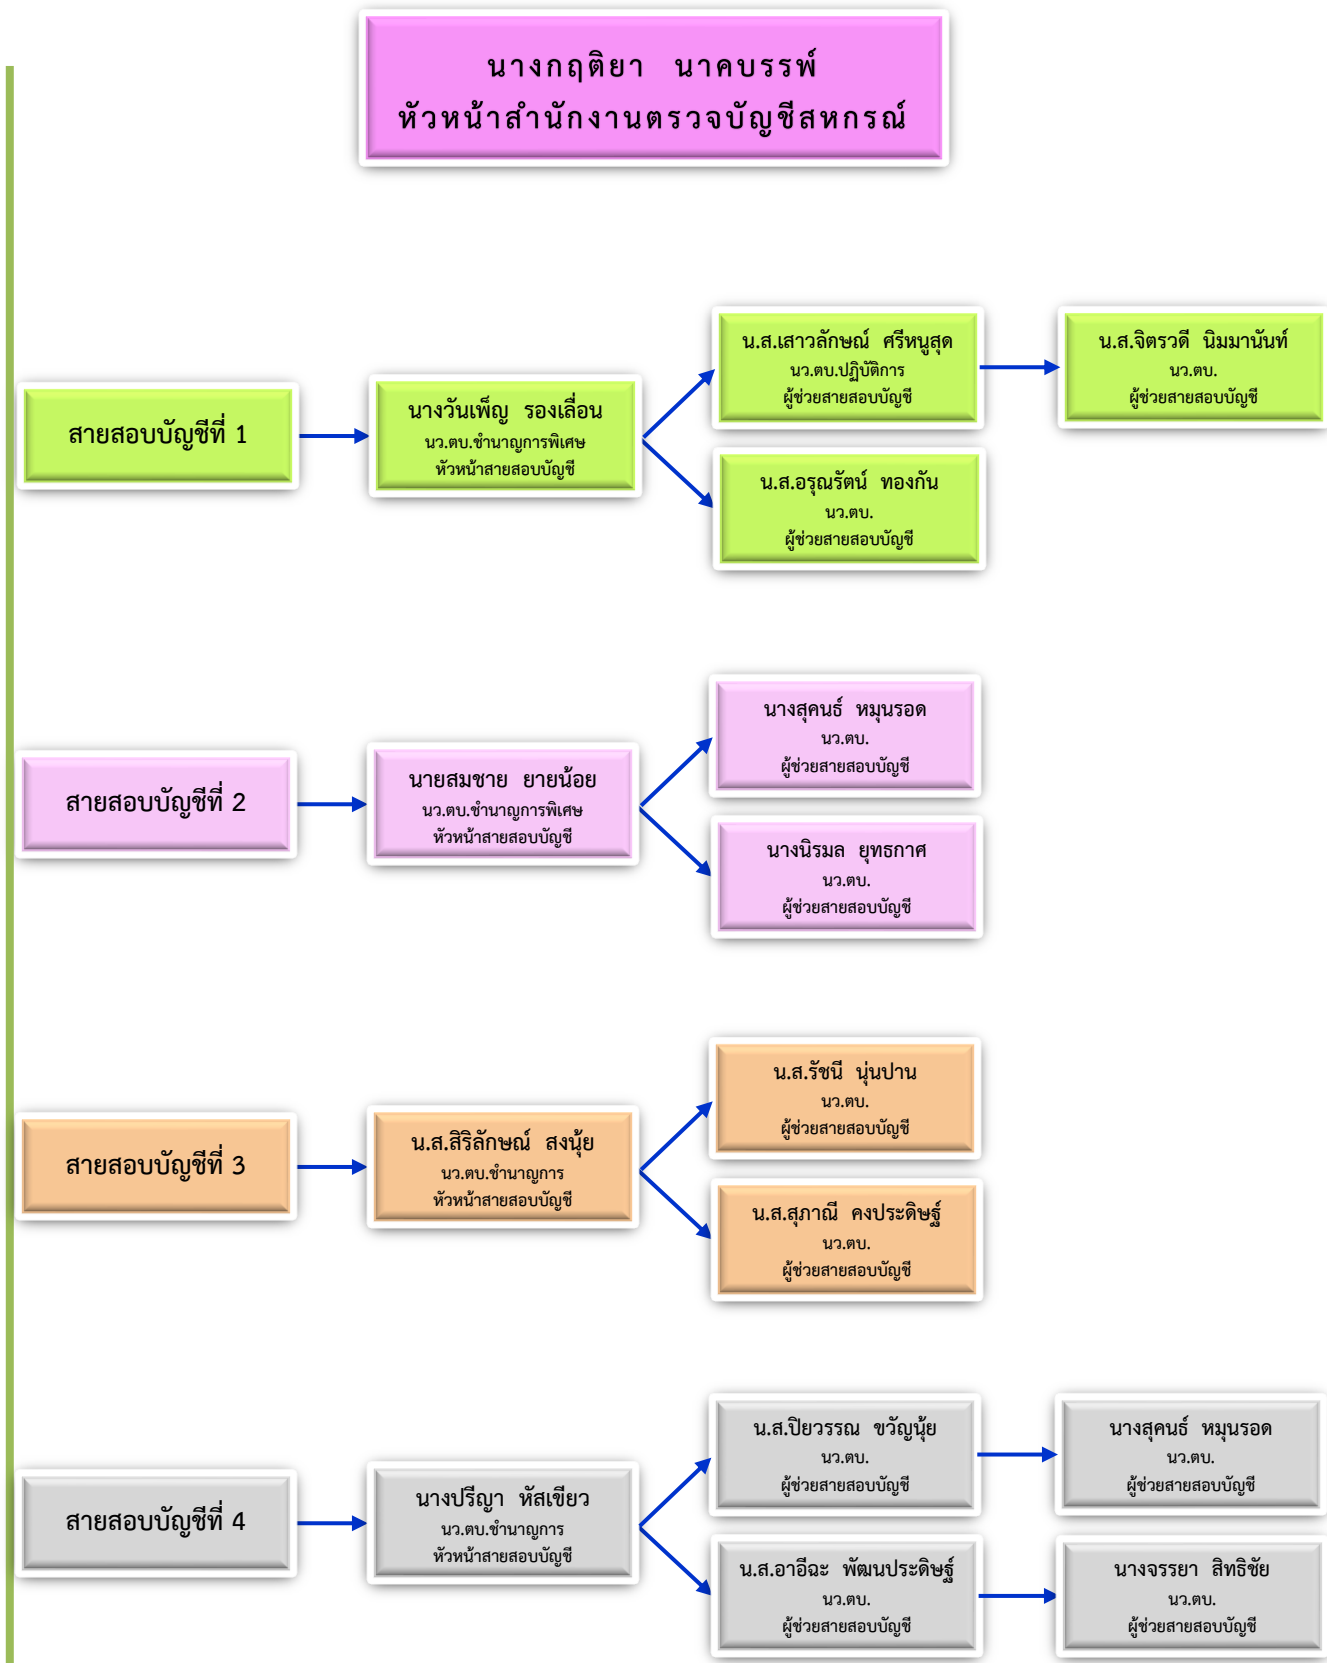 นางกฤติยา นาคบรรพ์
หัวหน้าสำนักงานตรวจบัญชีสหกรณ์
สายสอบบัญชีที่ 1
นางวันเพ็ญ รองเลื่อน
นว.ตบ.ชำนาญการพิเศษ
หัวหน้าสายสอบบัญชี
น.ส.เสาวลักษณ์ ศรีหนูสุด
นว.ตบ.ปฏิบัติการ
ผู้ช่วยสายสอบบัญชี
น.ส.จิตรวดี นิมมานันท์
นว.ตบ.
ผู้ช่วยสายสอบบัญชี
น.ส.อรุณรัตน์ ทองกัน
นว.ตบ.
ผู้ช่วยสายสอบบัญชี
สายสอบบัญชีที่ 2
นายสมชาย ยายน้อย
นว.ตบ.ชำนาญการพิเศษ
หัวหน้าสายสอบบัญชี
นางสุคนธ์ หมุนรอด
นว.ตบ.
ผู้ช่วยสายสอบบัญชี
นางนิรมล ยุทธกาศ
นว.ตบ.
ผู้ช่วยสายสอบบัญชี
สายสอบบัญชีที่ 3
น.ส.สิริลักษณ์ สงนุ้ย
นว.ตบ.ชำนาญการ
หัวหน้าสายสอบบัญชี
น.ส.รัชนี นุ่นปาน
นว.ตบ.
ผู้ช่วยสายสอบบัญชี
น.ส.สุภาณี คงประดิษฐ์
นว.ตบ.
ผู้ช่วยสายสอบบัญชี
สายสอบบัญชีที่ 4
นางปรีญา หัสเขียว
นว.ตบ.ชำนาญการ
หัวหน้าสายสอบบัญชี
น.ส.ปิยวรรณ ขวัญนุ้ย
นว.ตบ.
ผู้ช่วยสายสอบบัญชี
นางสุคนธ์ หมุนรอด
นว.ตบ.
ผู้ช่วยสายสอบบัญชี
น.ส.อาอีฉะ พัฒนประดิษฐ์
นว.ตบ.
ผู้ช่วยสายสอบบัญชี
นางจรรยา สิทธิชัย
นว.ตบ.
ผู้ช่วยสายสอบบัญชี